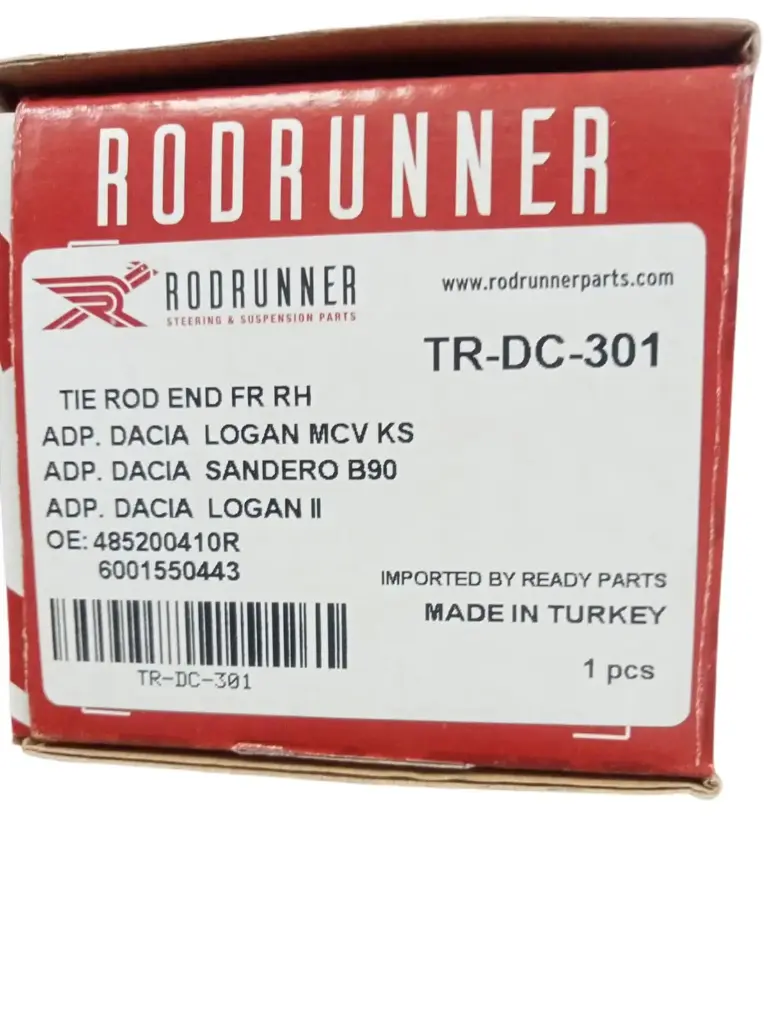 RODRUNNER
RODRUNNER
STEERING & SUSPENSION PARTS
www.rodrunnerparts.com
TR-DC-301
TIE ROD END FR RH
ADP. DACIA LOGAN MCV KS
ADP. DACIA SANDERO B90
ADP. DACIA LOGAN II
OE: 485200410R
6001550443
IMPORTED BY READY PARTS
MADE IN TURKEY
TR-DC-301
1 pcs